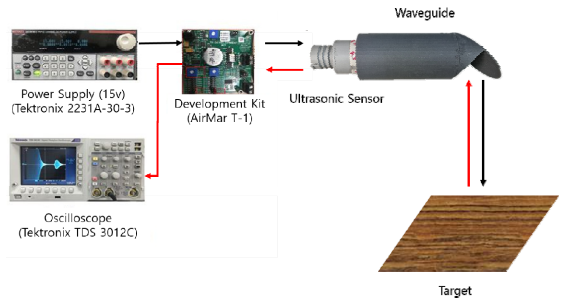 Waveguide
Power Supply (15v)
(Tektronix 2231A-30-3)
Development Kit
(AirMar T-1)
Ultrasonic Sensor
Oscilloscope
(Tektronix TDS 3012C)
Target